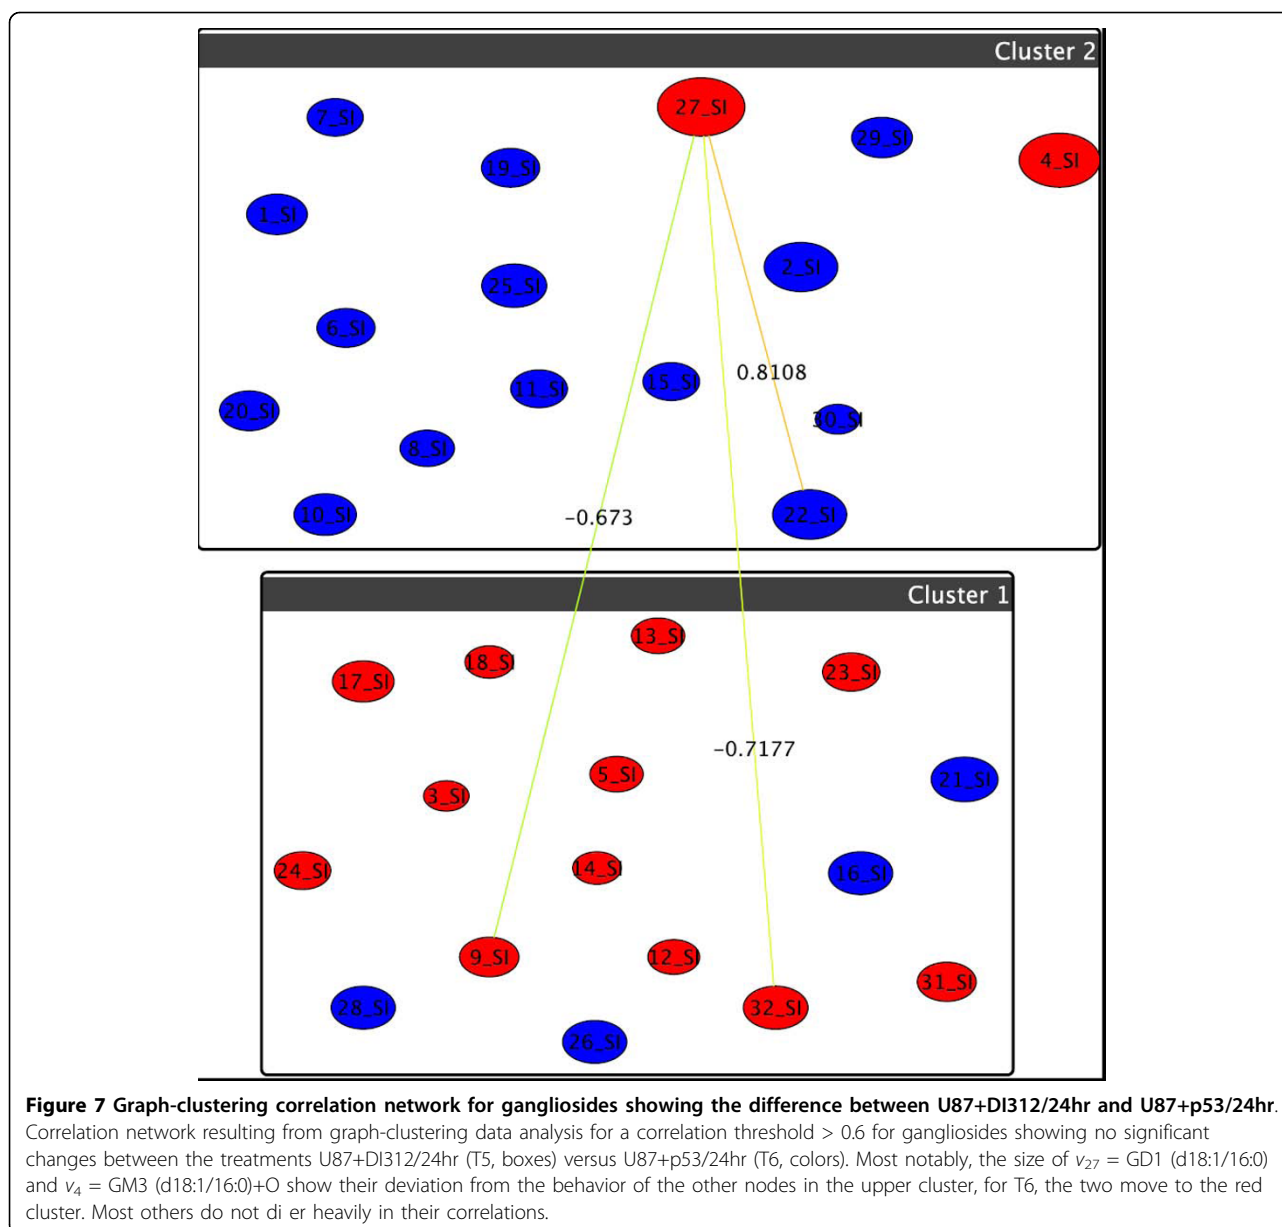 Cluster 2
27_SI
7_SI
29_SI
4_SI
19_SI
1_SI
2_SI
25_SI
6_SI
0.8108
15_SI
11_SI
20_SI
30_SI
8_SI
10_SI
-0.673
22_SI
Cluster 1
13_SI
18_SI
23_SI
17_SI
-0.7177
5_SI
21_SI
3_SI
14_SI
24_SI
16_SI
9_SI
12_SI
31_SI
28_SI
32_SI
26_SI
Figure 7 Graph-clustering correlation network for gangliosides showing the difference between U87+DI312/24hr and U87+p53/24hr.
Correlation network resulting from graph-clustering data analysis for a correlation threshold > 0.6 for gangliosides showing no significant
changes between the treatments U87+DI312/24hr (T5, boxes) versus U87+p53/24hr (T6, colors). Most notably, the size of v27 = GD1 (d18:1/16:0)
and v4 = GM3 (d18:1/16:0)+O show their deviation from the behavior of the other nodes in the upper cluster, for T6, the two move to the red
cluster. Most others do not di er heavily in their correlations.